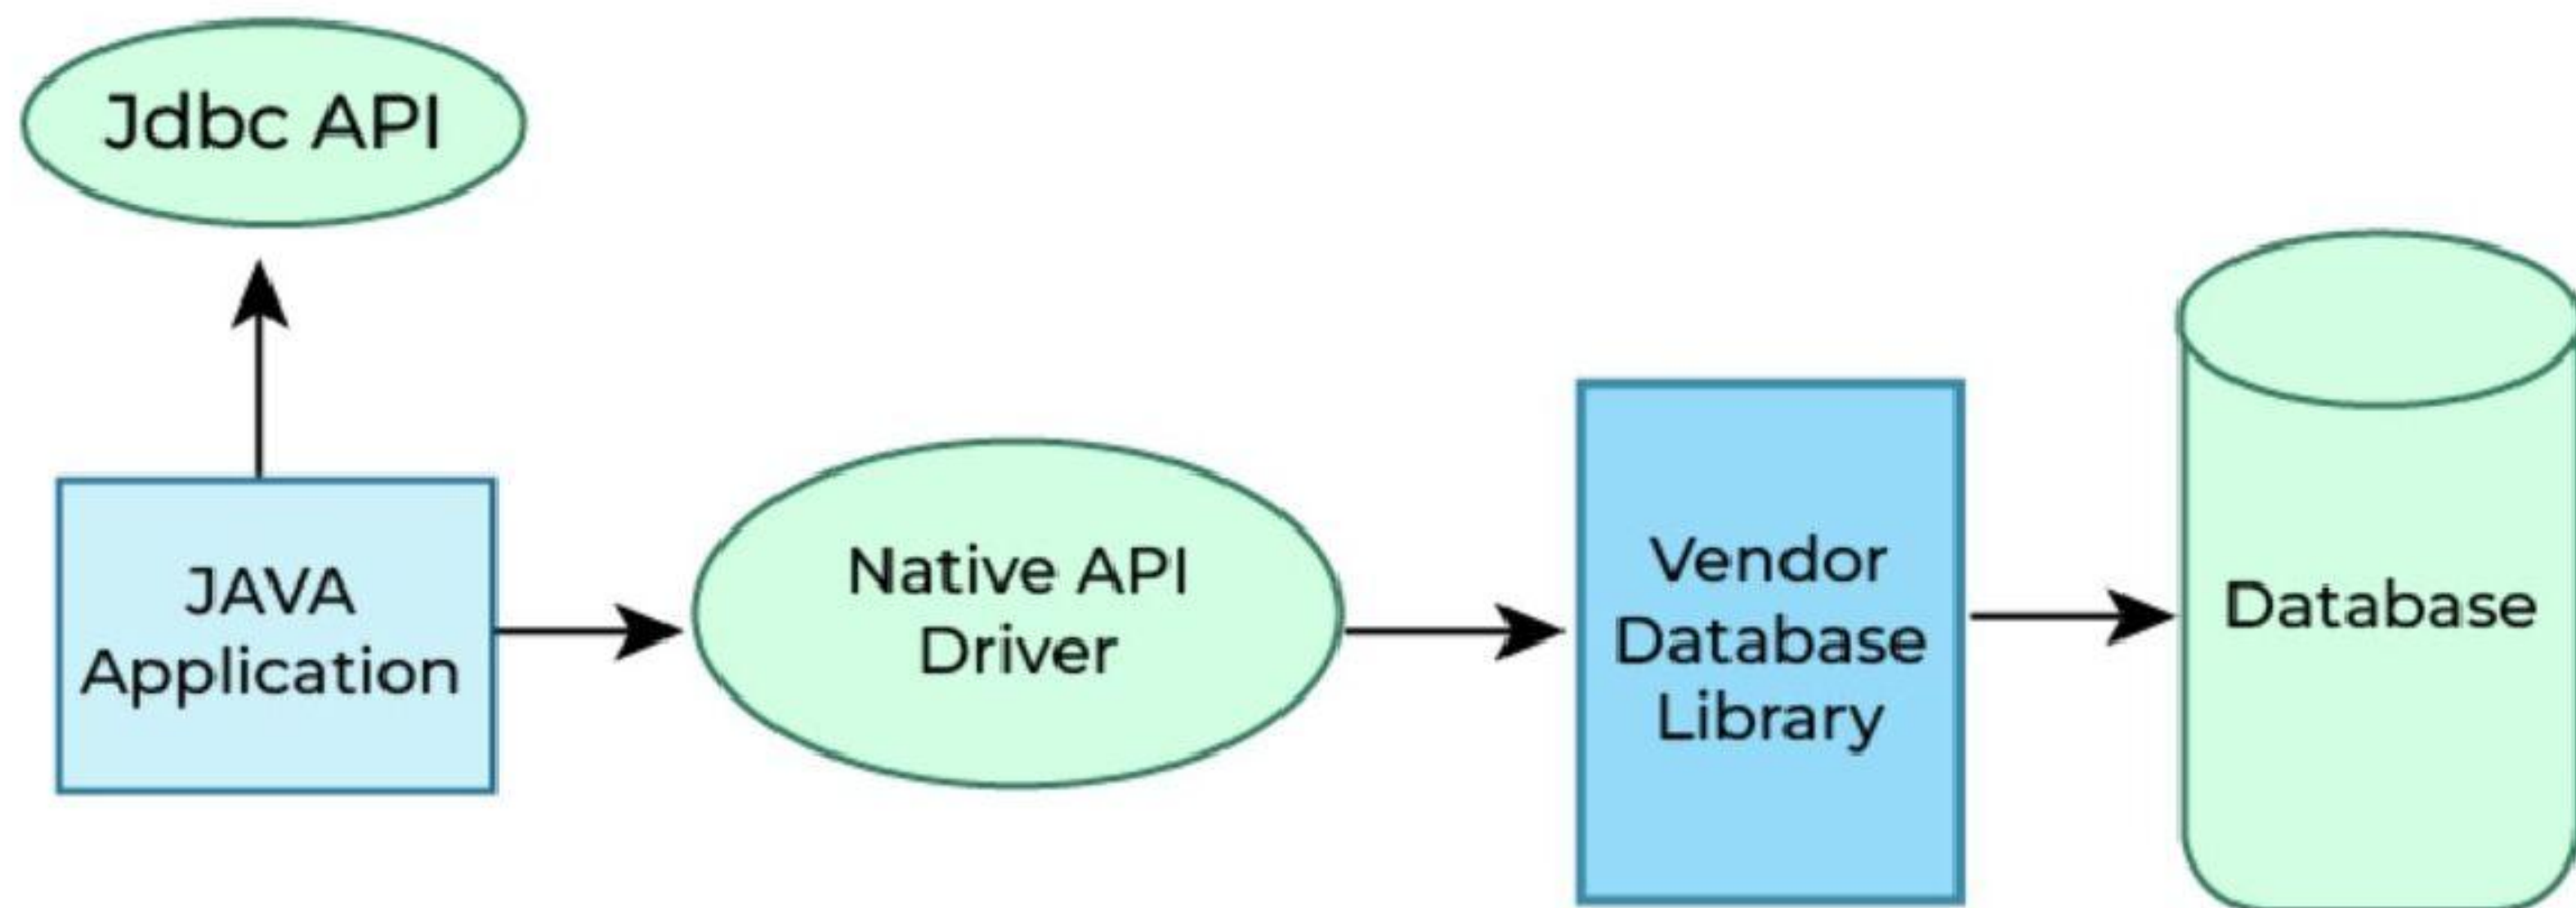 Jdbc API
JAVA
Application
Native API
Driver
Vendor
Database
Library
Database